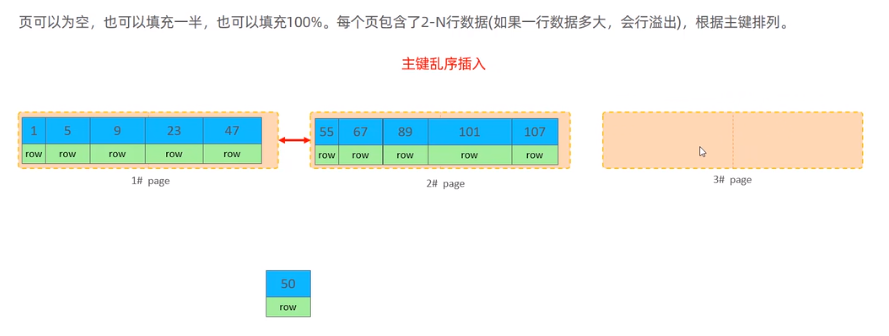 页可以为空，也可以填充一半，也可以填充100%。每个页包含了2-N行数据(如果一行数据多大，会行溢出)，根据主键排列。
主键乱序插入
1 5 9 23 47
row row row row row
1# page
55 67 89 101 107
row row row row row
2# page
3# page
50
row